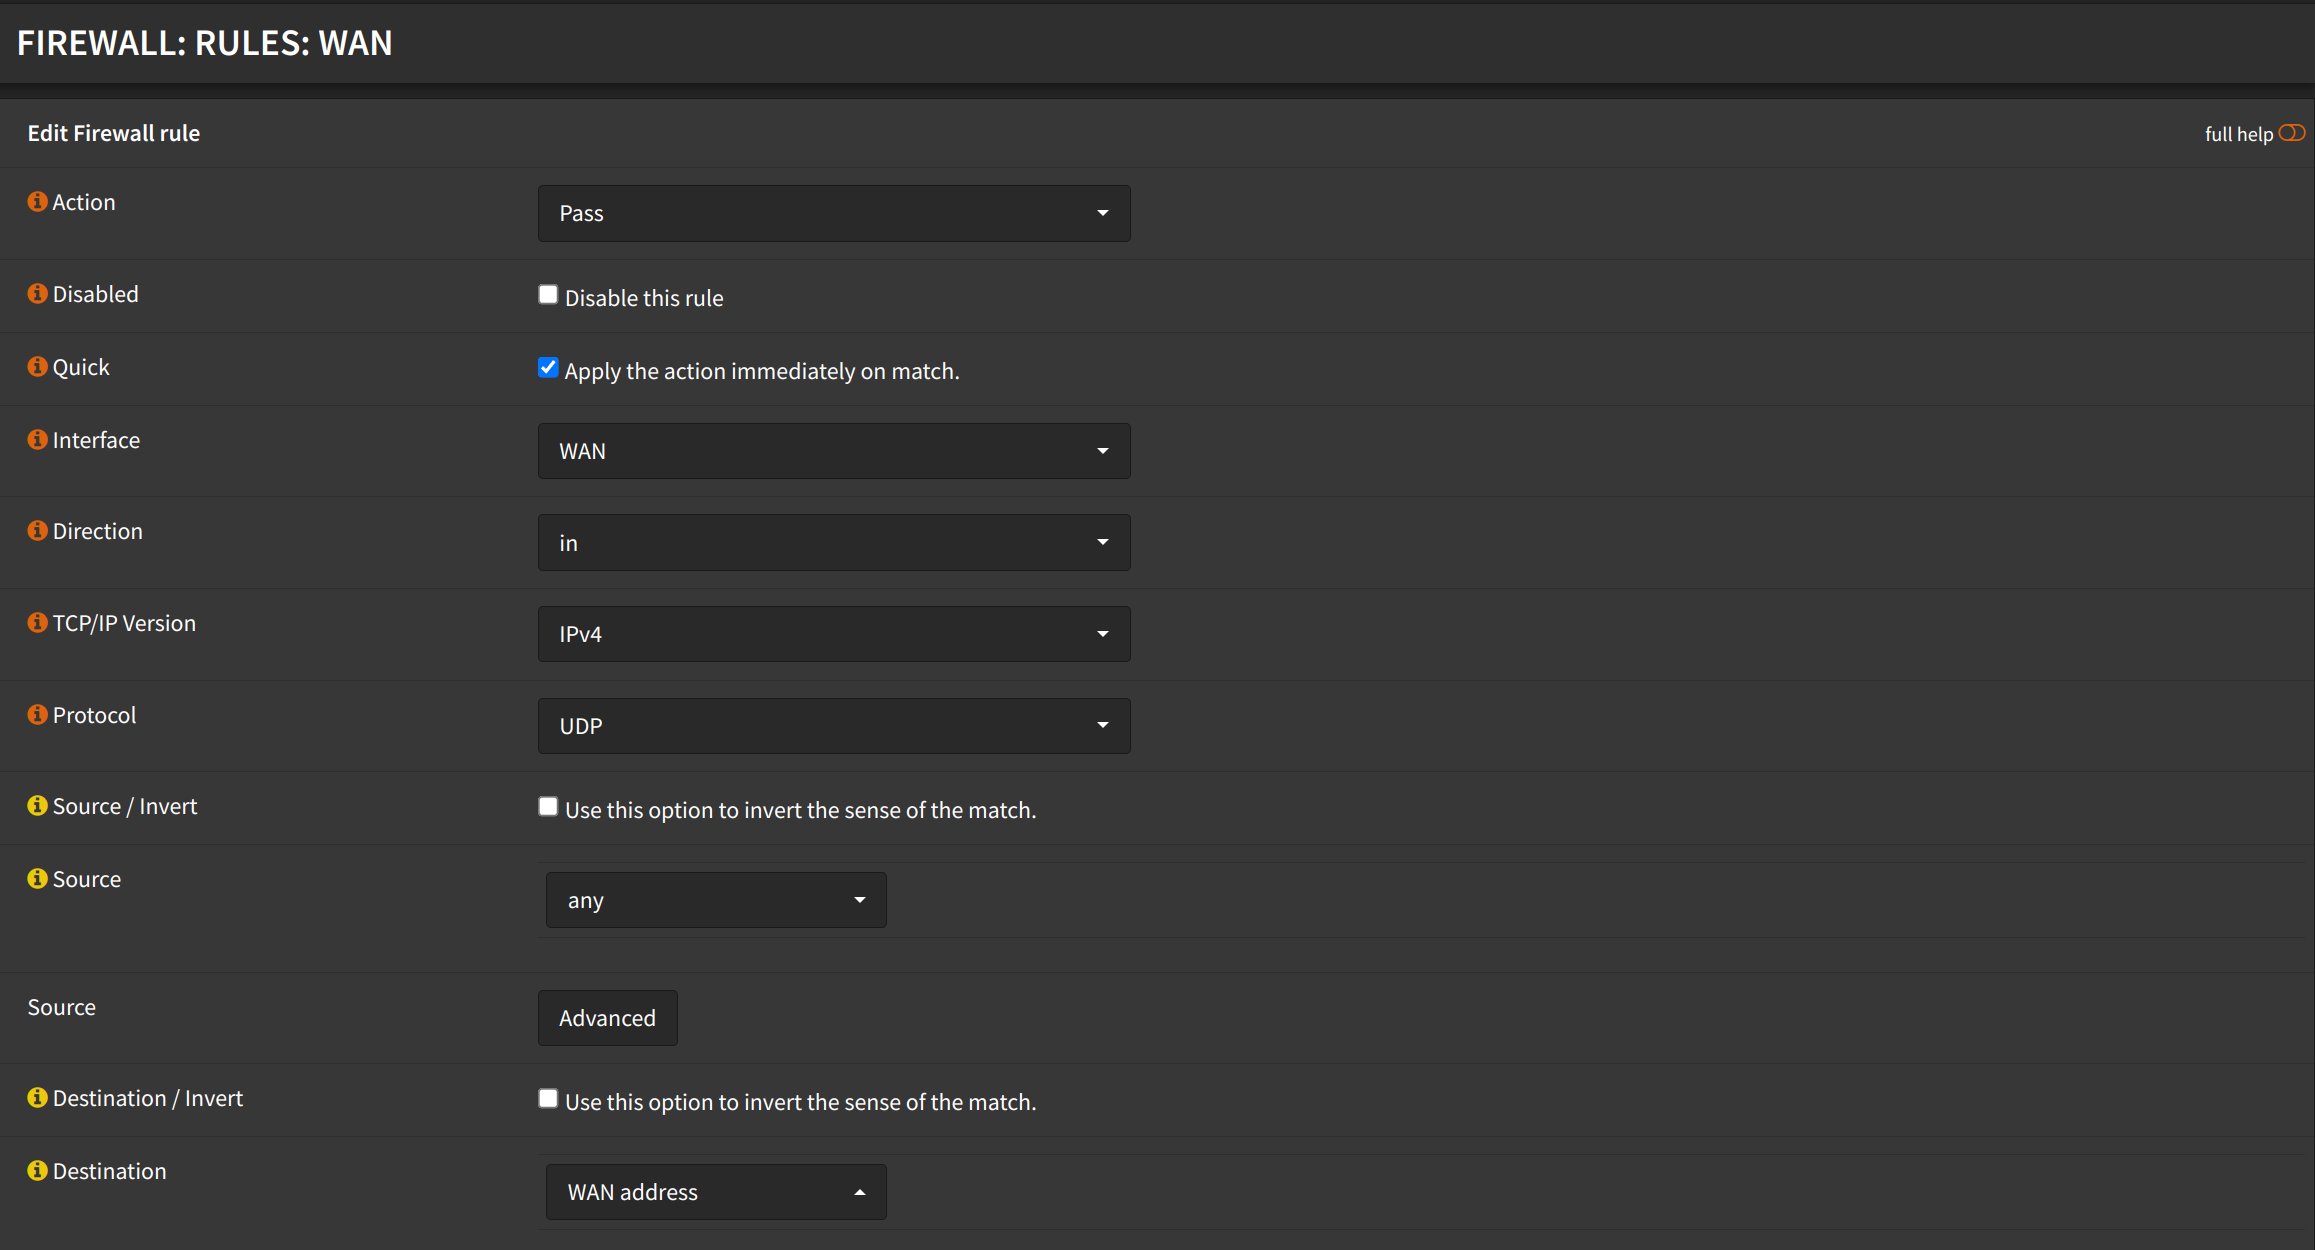 FIREWALL: RULES: WAN
Edit Firewall rule
full help
Action
Pass
Disabled
Disable this rule
Quick
Apply the action immediately on match.
Interface
WAN
Direction
in
TCP/IP Version
IPv4
Protocol
UDP
Source / Invert
Use this option to invert the sense of the match.
Source
any
Source
Advanced
Destination / Invert
Use this option to invert the sense of the match.
Destination
WAN address